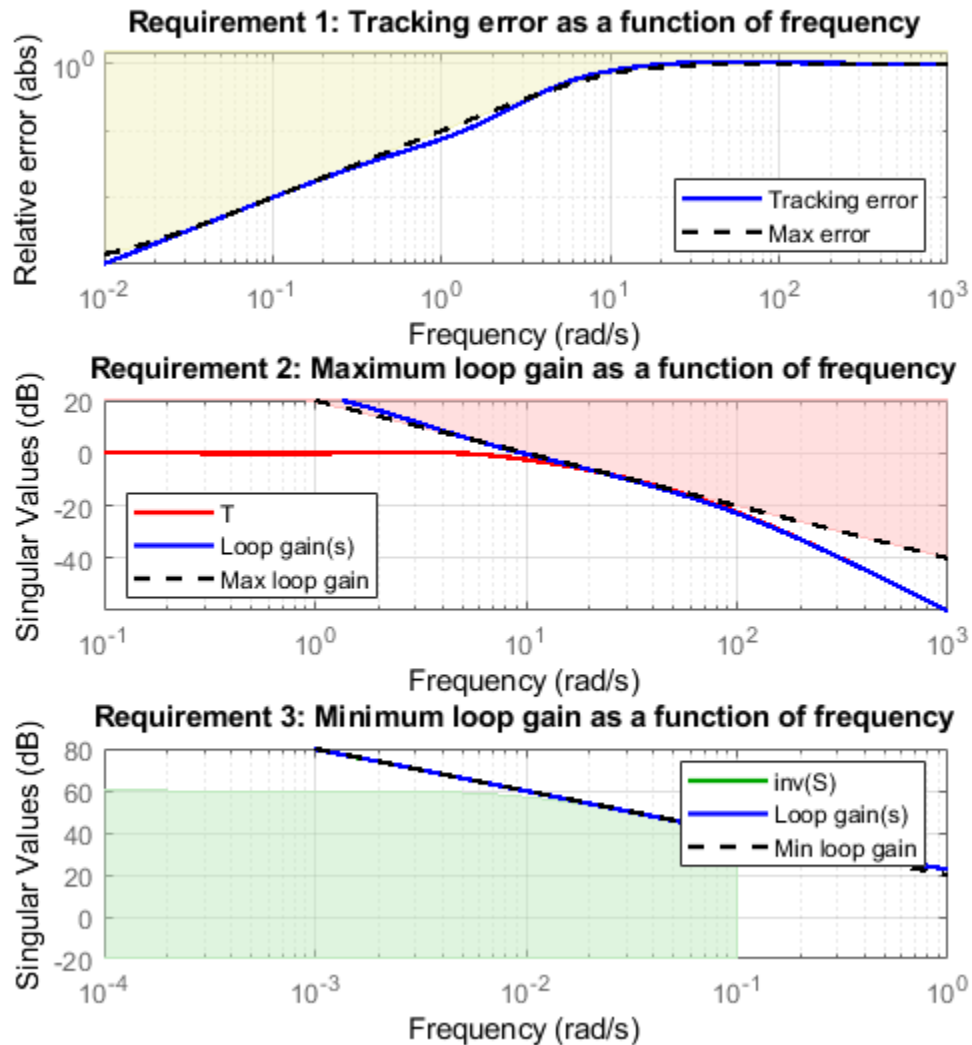 Requirement 1: Tracking error as a function of frequency
Relative error (abs)
10^0
Tracking error
Max error
10^-2
10^-1
10^0
10^1
10^2
10^3
Frequency (rad/s)
Requirement 2: Maximum loop gain as a function of frequency
Singular Values (dB)
20
0
-20
-40
T
Loop gain(s)
Max loop gain
10^-1
10^0
10^1
10^2
10^3
Frequency (rad/s)
Requirement 3: Minimum loop gain as a function of frequency
Singular Values (dB)
80
60
40
20
0
-20
inv(S)
Loop gain(s)
Min loop gain
10^-4
10^-3
10^-2
10^-1
10^0
Frequency (rad/s)